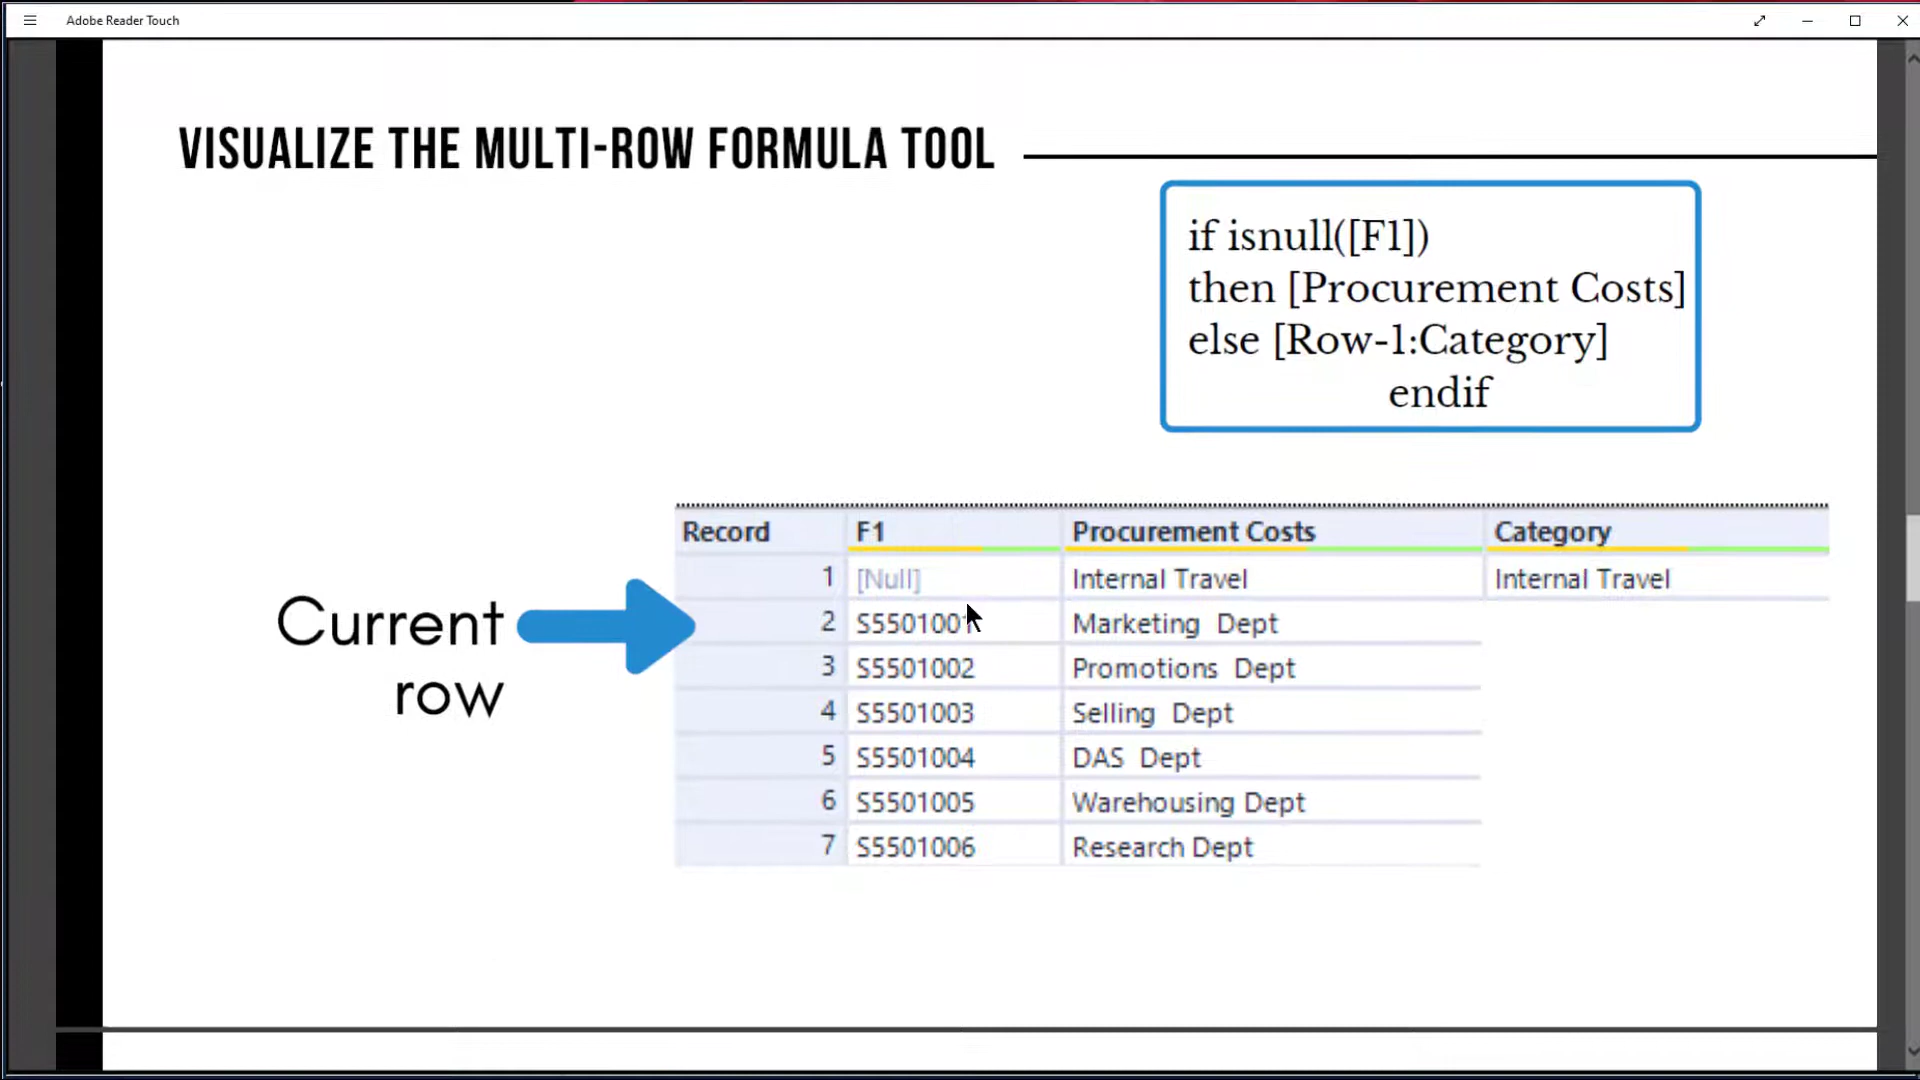 Adobe Reader Touch
VISUALIZE THE MULTI-ROW FORMULA TOOL
if isnull([F1])
then [Procurement Costs]
else [Row-1:Category]
endif
Current
row
Record F1 Procurement Costs Category
1 [Null] Internal Travel Internal Travel
2 S5501001 Marketing Dept
3 S5501002 Promotions Dept
4 S5501003 Selling Dept
5 S5501004 DAS Dept
6 S5501005 Warehousing Dept
7 S5501006 Research Dept